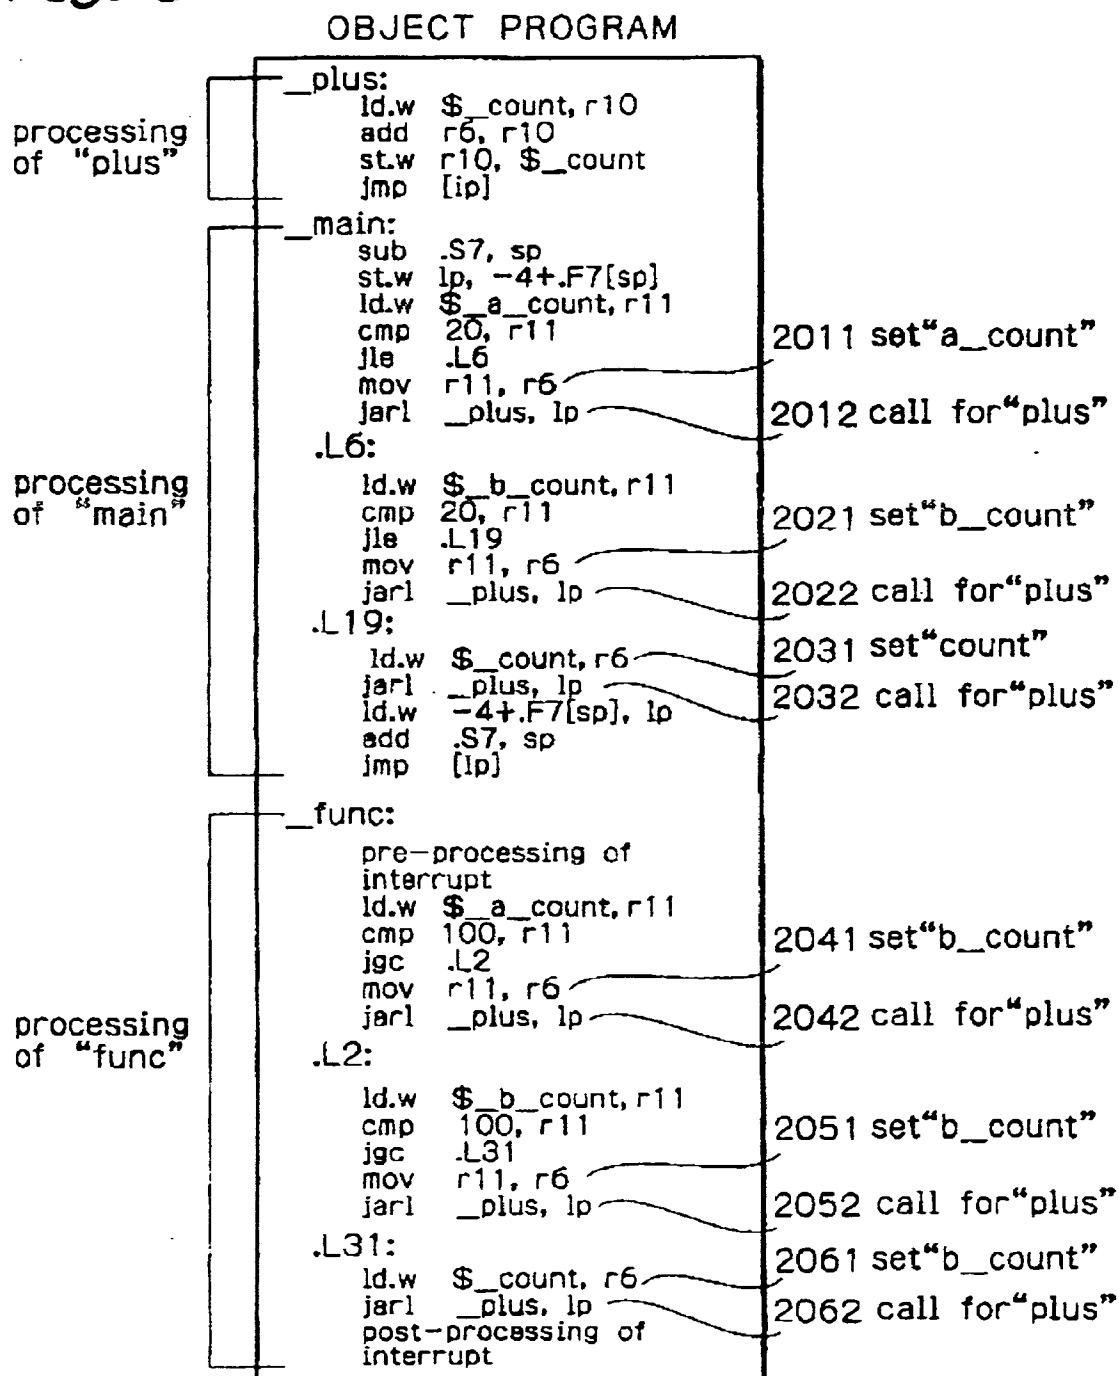 OBJECT PROGRAM
_plus:
ld.w $_count, r10
add r6, r10
st.w r10, $_count
jmp [lp]
processing
of "plus"
_main:
sub .S7, sp
st.w lp, -4+.F7[sp]
ld.w $_a_count, r11
cmp 20, r11
jle .L6
mov r11, r6
jarl _plus, lp
2011 set"a_count"
2012 call for"plus"
.L6:
processing
of "main"
ld.w $_b_count, r11
cmp 20, r11
jle .L19
mov r11, r6
jarl _plus, lp
2021 set"b_count"
2022 call for"plus"
.L19:
ld.w $_count, r6
jarl _plus, lp
ld.w -4+.F7[sp], lp
add .S7, sp
jmp [lp]
2031 set"count"
2032 call for"plus"
_func:
pre-processing of
interrupt
ld.w $_a_count, r11
cmp 100, r11
jgc .L2
mov r11, r6
jarl _plus, lp
2041 set"b_count"
2042 call for"plus"
processing
of "func"
.L2:
ld.w $_b_count, r11
cmp 100, r11
jgc .L31
mov r11, r6
jarl _plus, lp
2051 set"b_count"
2052 call for"plus"
.L31:
ld.w $_count, r6
jarl _plus, lp
post-processing of
interrupt
2061 set"b_count"
2062 call for"plus"